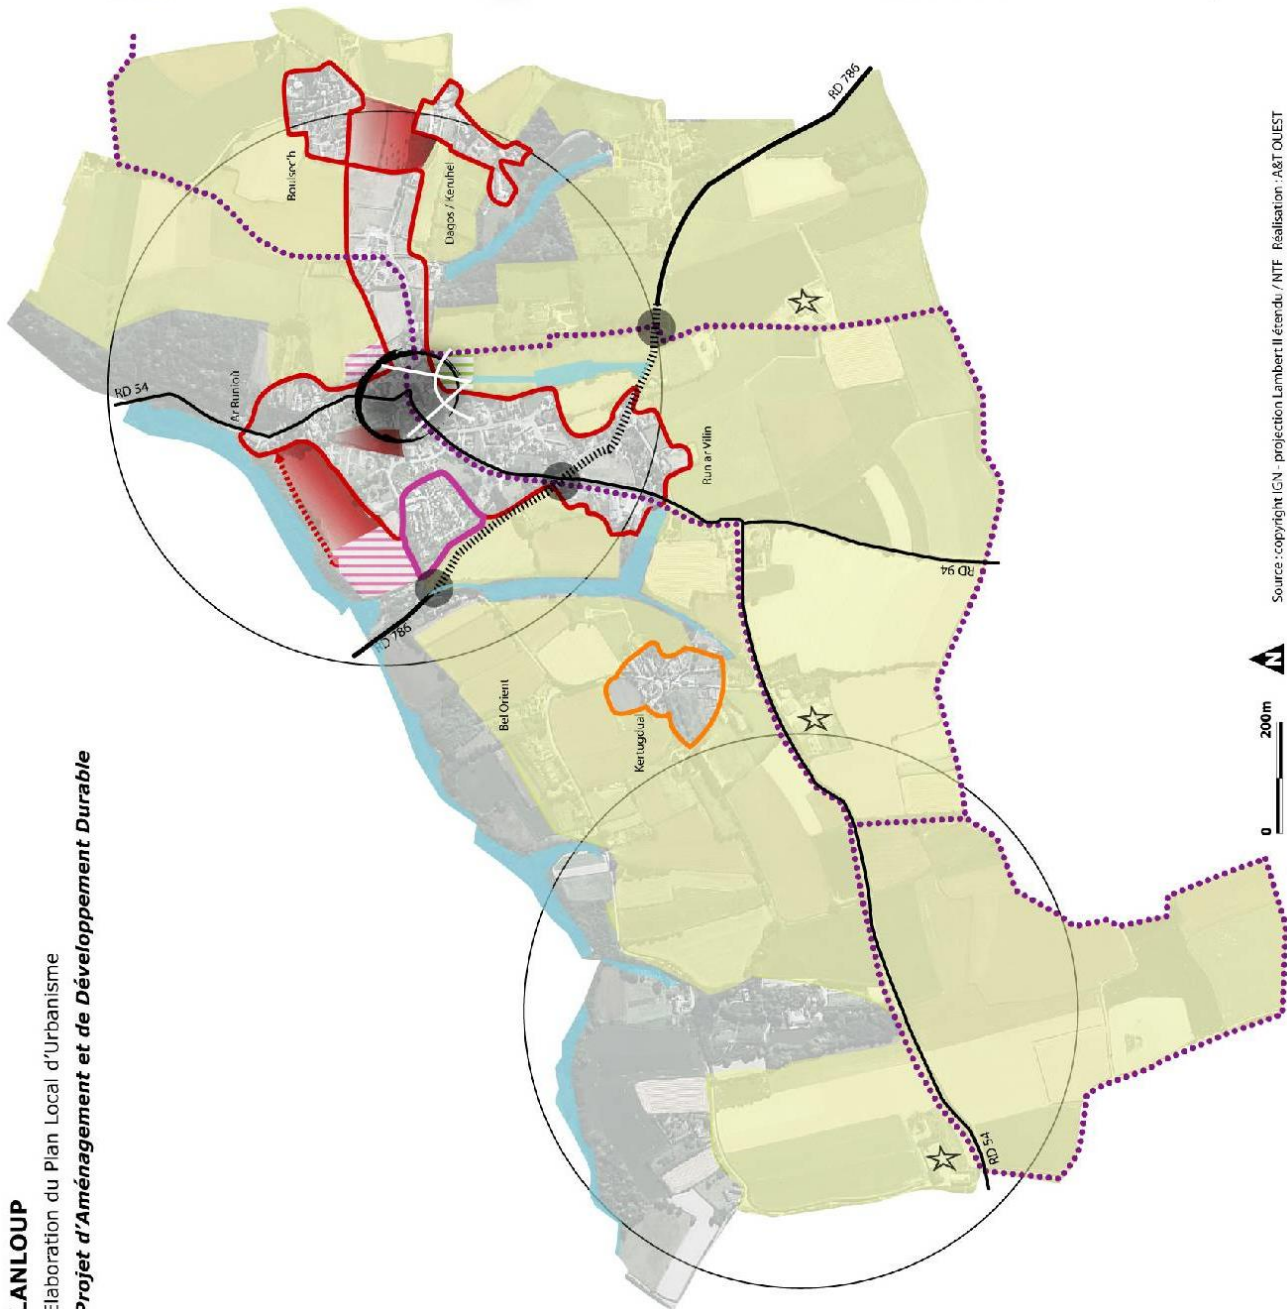 LANLOUP
Elaboration du Plan Local d'Urbanisme
Projet d'Aménagement et de Développement Durable
RD 786
Boulsec'h
Dagos / Keruhel
RD 54
Ar Runioù
Run ar Vilin
RD 94
RD 786
Bel Orient
Kertugdual
RD 54
0 200m
N
Source : copyright IGN - projection Lambert II étendu / NTF Réalisation : A&T OUEST